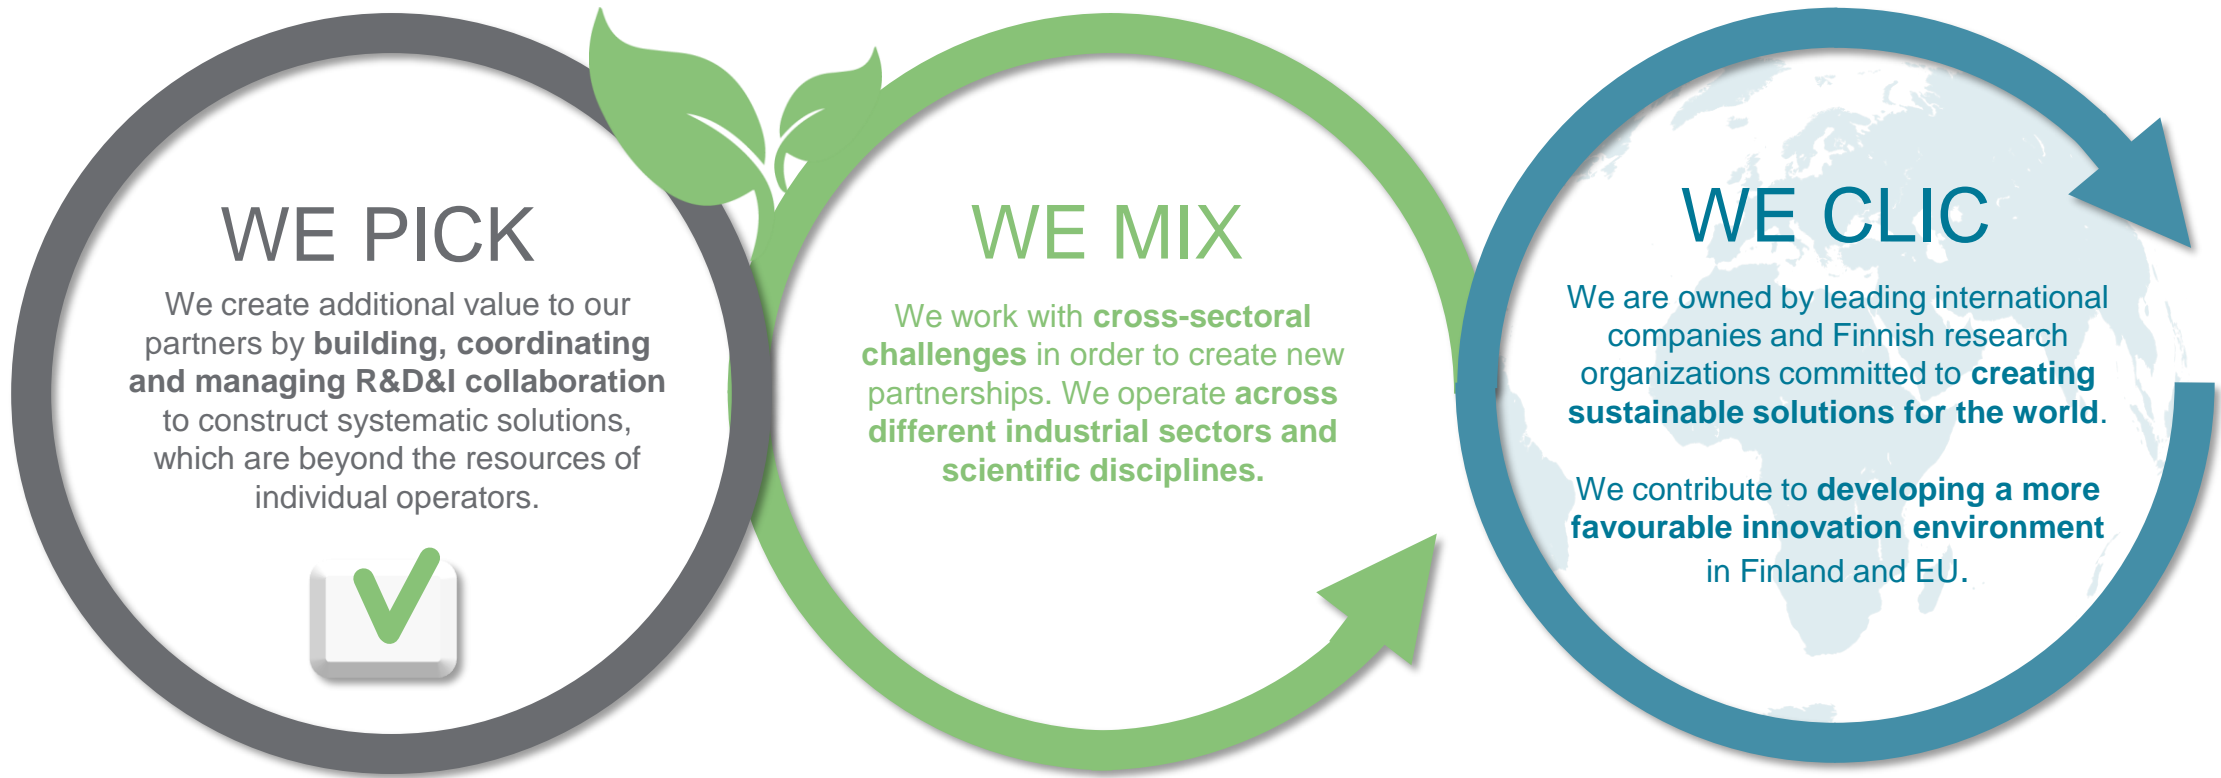 WE PICK
We create additional value to our
partners by building, coordinating
and managing R&D&I collaboration
to construct systematic solutions,
which are beyond the resources of
individual operators.
WE MIX
We work with cross-sectoral
challenges in order to create new
partnerships. We operate across
different industrial sectors and
scientific disciplines.
WE CLIC
We are owned by leading international
companies and Finnish research
organizations committed to creating
sustainable solutions for the world.
We contribute to developing a more
favourable innovation environment
in Finland and EU.